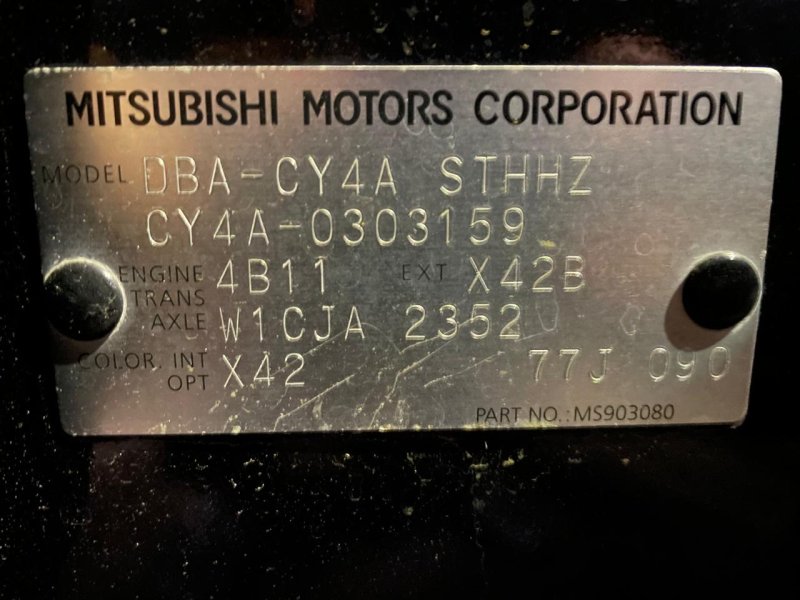 MITSUBISHI MOTORS CORPORATION
MODEL DBA-CY4A STHHZ
CY4A-0303159
ENGINE 4B11 EXT X42B
TRANS
AXLE W1CJA 2352
COLOR. INT
OPT X42 77J 090
PART NO.: MS903080